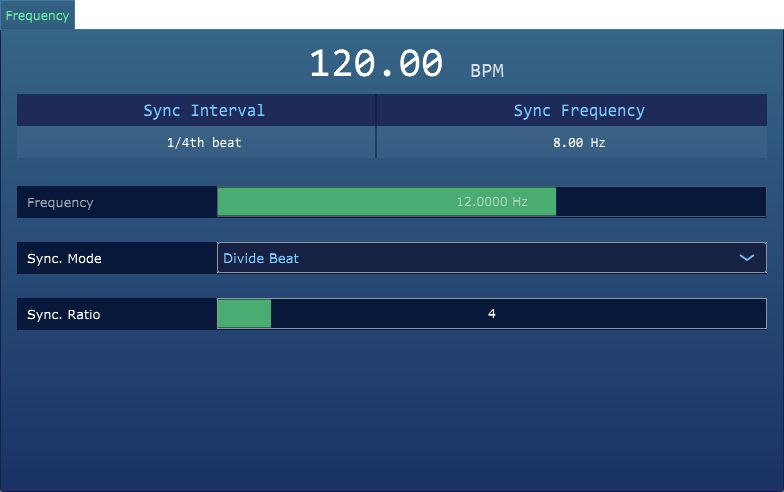 Frequency
120.00 BPM
Sync Interval Sync Frequency
1/4th beat 8.00 Hz
Frequency 12.0000 Hz
Sync. Mode Divide Beat
Sync. Ratio 4